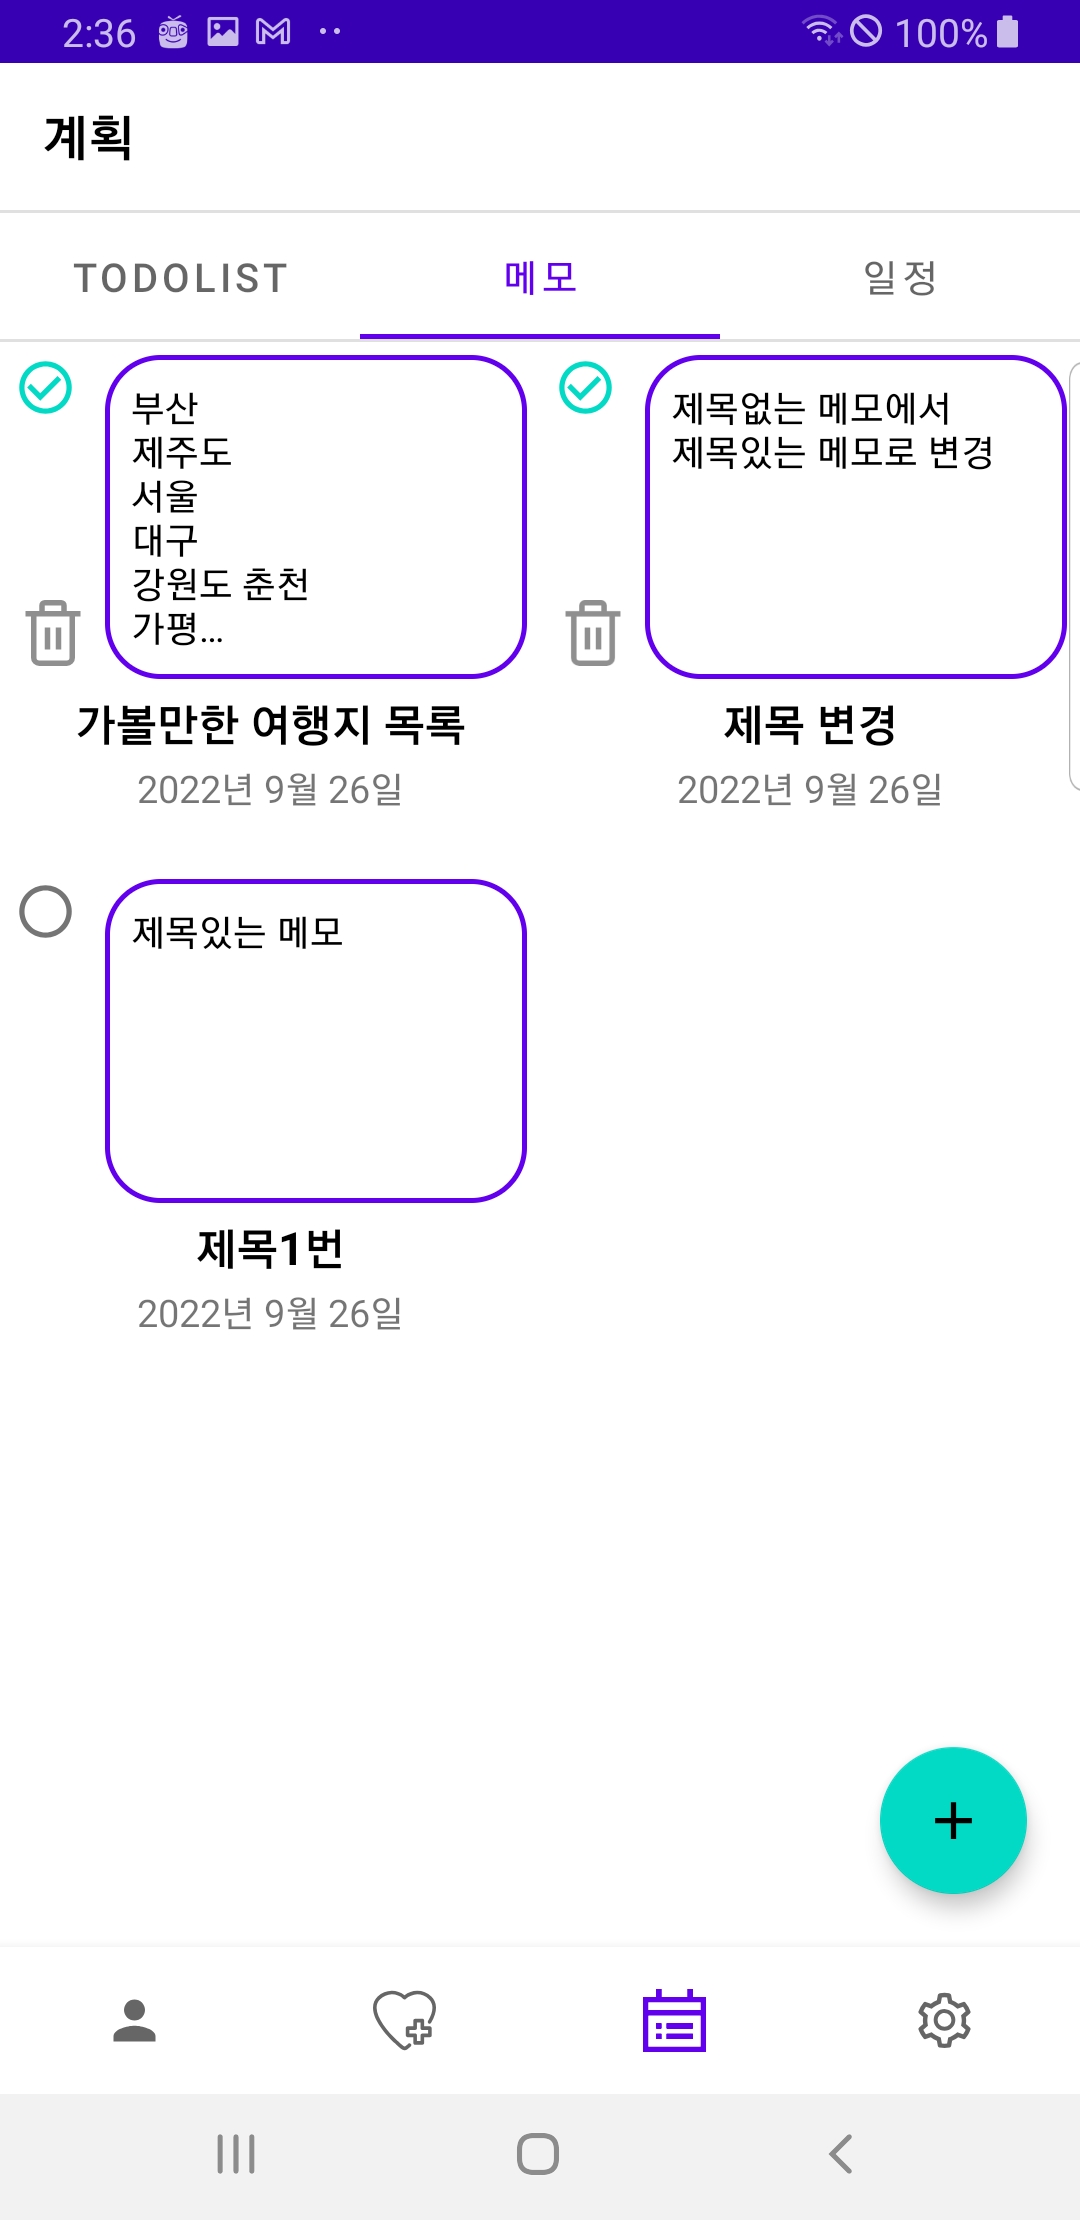 2:36
100%
계획
TODOLIST
메모
일정
부산
제주도
서울
대구
강원도 춘천
가평...
가볼만한 여행지 목록
2022년 9월 26일
제목없는 메모에서
제목있는 메모로 변경
제목 변경
2022년 9월 26일
제목있는 메모
제목1번
2022년 9월 26일